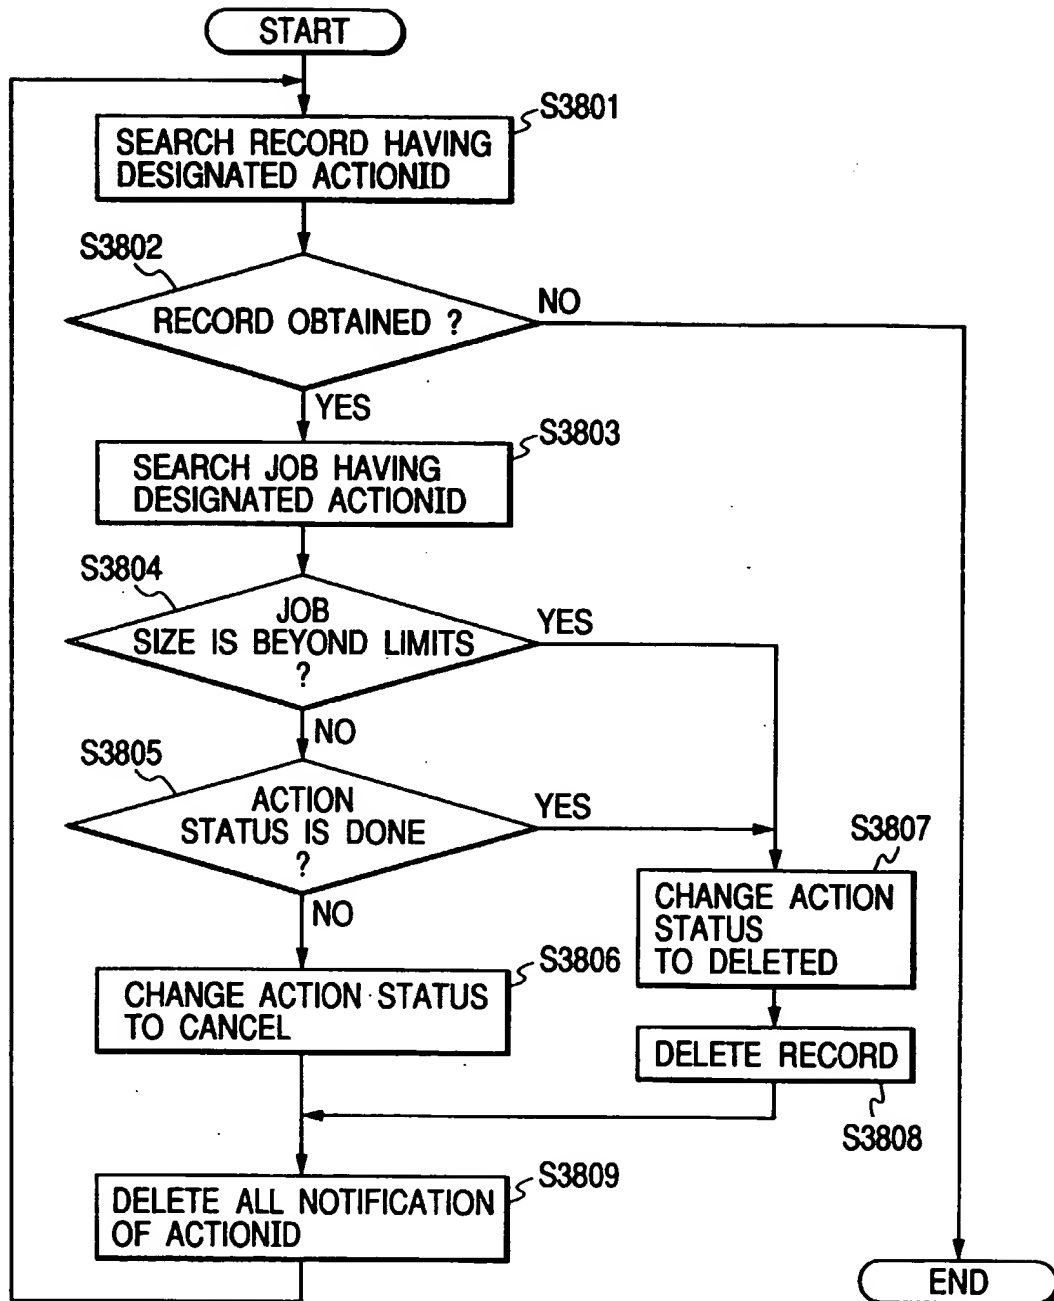 START
S3801
SEARCH RECORD HAVING
DESIGNATED ACTIONID
S3802
RECORD OBTAINED ?
NO
YES
S3803
SEARCH JOB HAVING
DESIGNATED ACTIONID
S3804
JOB
SIZE IS BEYOND LIMITS
?
YES
NO
S3805
ACTION
STATUS IS DONE
?
YES
NO
S3807
CHANGE ACTION
STATUS
TO DELETED
S3806
CHANGE ACTION STATUS
TO CANCEL
DELETE RECORD
S3808
S3809
DELETE ALL NOTIFICATION
OF ACTIONID
END